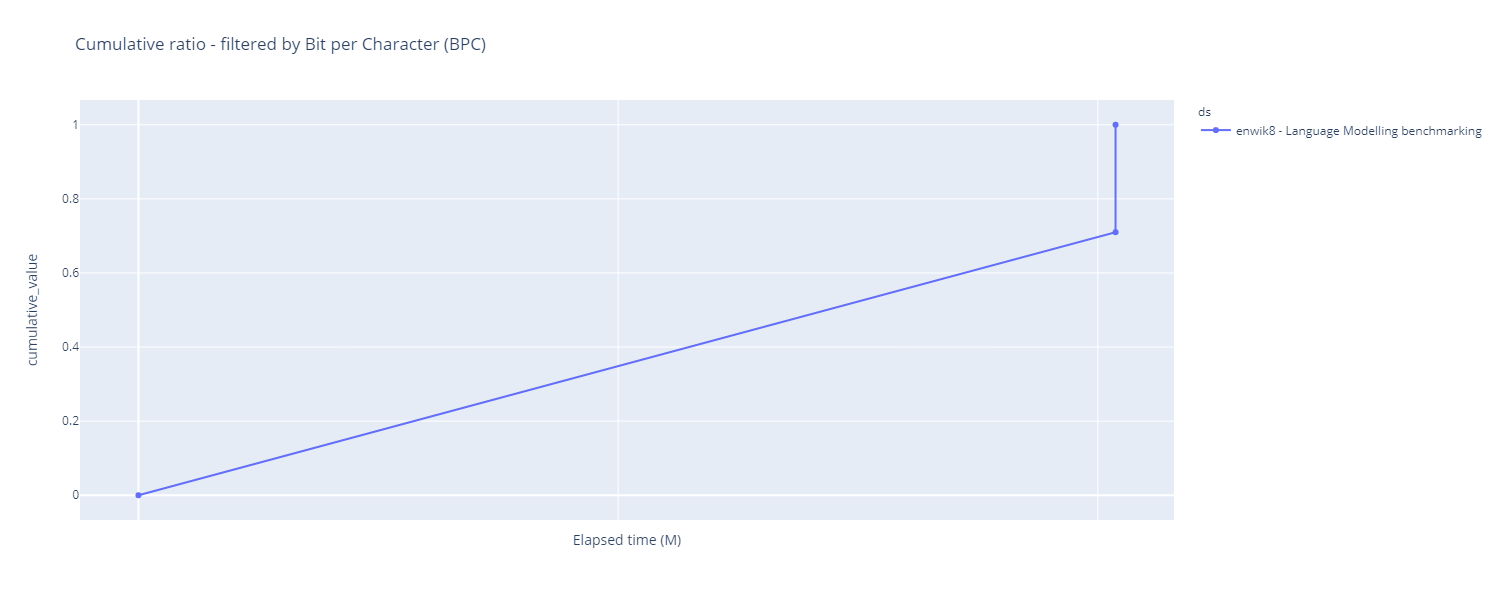 Cumulative ratio - filtered by Bit per Character (BPC)
ds
enwik8 - Language Modelling benchmarking
1
0.8
0.6
0.4
0.2
0
cumulative_value
Elapsed time (M)